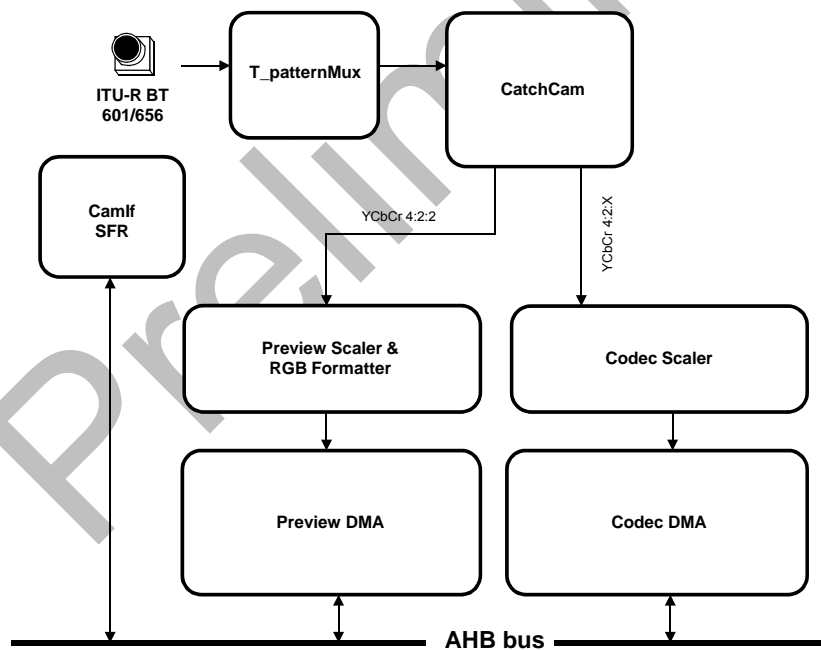 T_patternMux
CatchCam
ITU-R BT
601/656
CamIf
SFR
YCbCr 4:2:2
YCbCr 4:2:X
Preview Scaler &
RGB Formatter
Codec Scaler
Preview DMA
Codec DMA
AHB bus